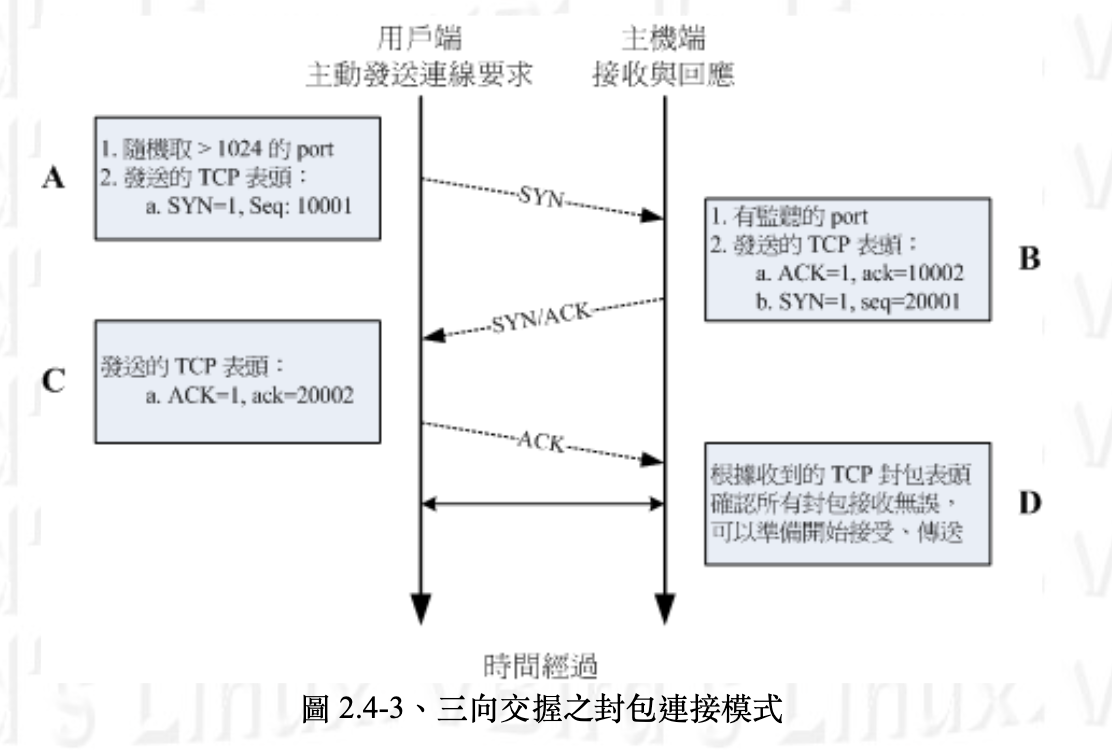 用戶端
主動發送連線要求
主機端
接收與回應
A
1. 隨機取 > 1024 的 port
2. 發送的 TCP 表頭：
a. SYN=1, Seq: 10001
SYN
1. 有監聽的 port
2. 發送的 TCP 表頭：
a. ACK=1, ack=10002
b. SYN=1, seq=20001
B
SYN/ACK
C
發送的 TCP 表頭：
a. ACK=1, ack=20002
ACK
根據收到的 TCP 封包表頭
確認所有封包接收無誤，
可以準備開始接受、傳送
D
時間經過
圖 2.4-3、三向交握之封包連接模式